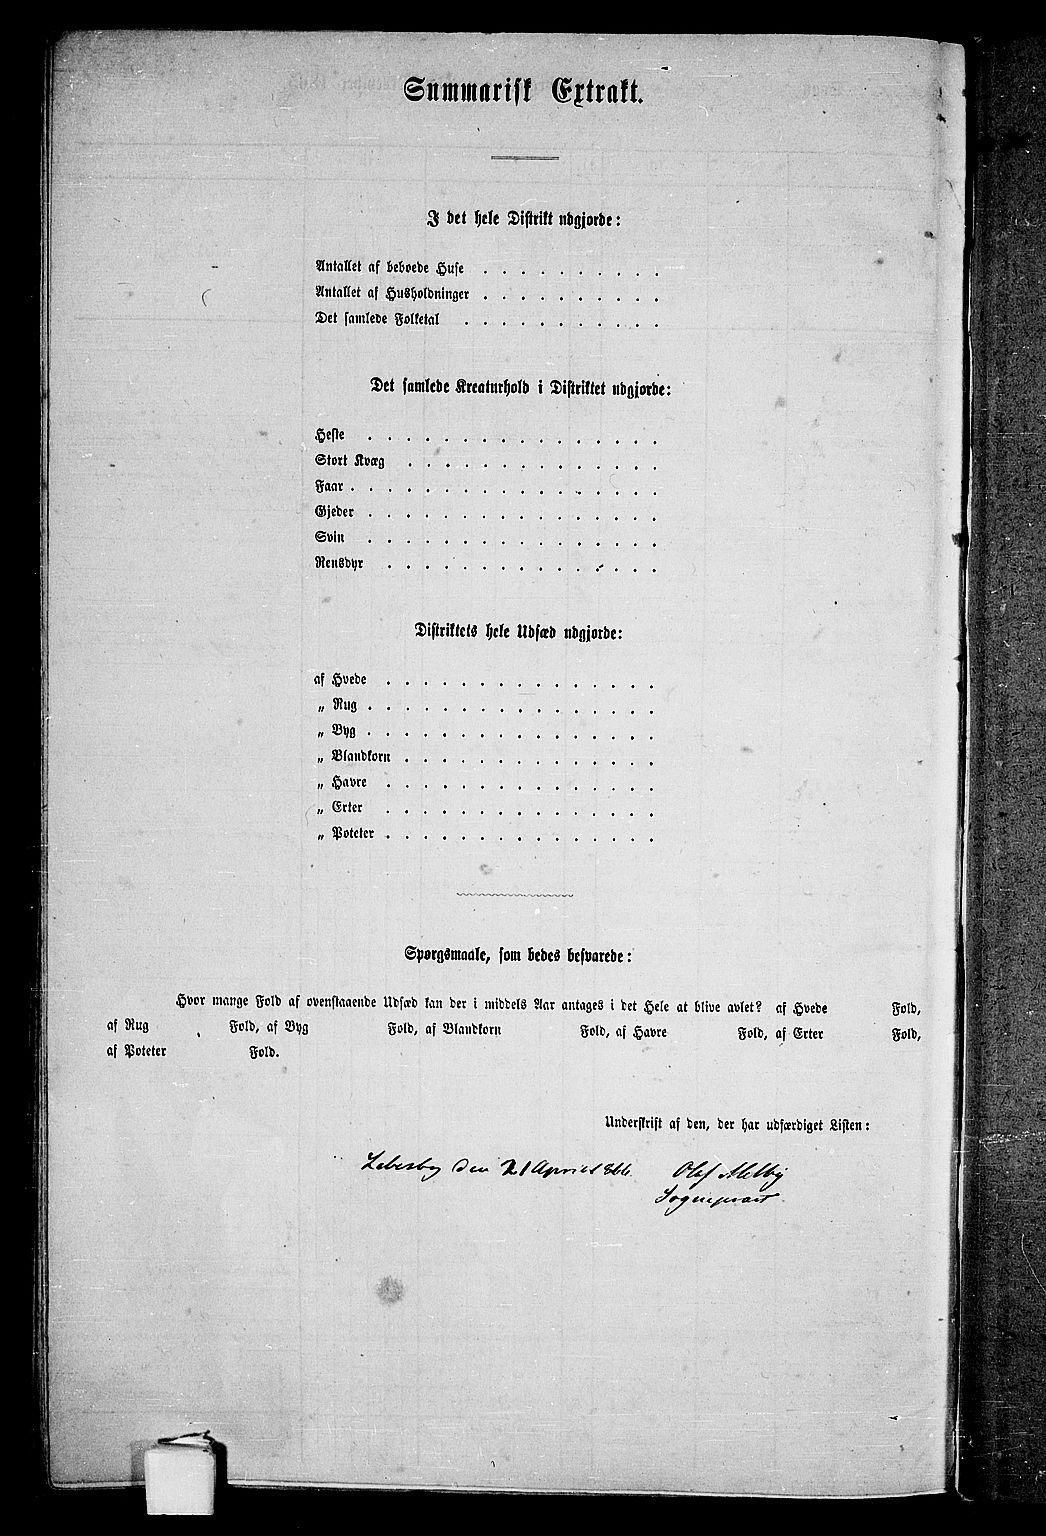 Summarisk Extrakt.
I det hele Distrikt udgjorde:
Antallet af beboede Huse . . . . . . . . . .
Antallet af Husholdninger . . . . . . . . . .
Det samlede Folketal . . . . . . . . . . .
Det samlede Kreaturhold i Distriktet udgjorde:
Heste . . . . . . . . . . . . . . . .
Stort Kvæg . . . . . . . . . . . . . .
Faar . . . . . . . . . . . . . . . . .
Gjeder . . . . . . . . . . . . . . . .
Svin . . . . . . . . . . . . . . . .
Rensdyr . . . . . . . . . . . . . . .
Distriktets hele Udsæd udgjorde:
af Hvede . . . . . . . . . . . . . . .
„ Rug . . . . . . . . . . . . . . . .
„ Byg . . . . . . . . . . . . . . . .
„ Blandkorn . . . . . . . . . . . . . .
„ Havre . . . . . . . . . . . . . . .
„ Erter . . . . . . . . . . . . . . .
„ Poteter . . . . . . . . . . . . . . .
Spørgsmaale, som bedes besvarede:
Hvor mange Fold af ovenstaaende Udsæd kan der i middels Aar antages i det Hele at blive avlet? af Hvede Fold,
af Rug Fold, af Byg Fold, af Blandkorn Fold, af Havre Fold, af Erter Fold,
af Poteter Fold.
Underskrift af den, der har udfærdiget Listen:
Lebesby den 21 April 1866. Olaf Melby
Sognepræst